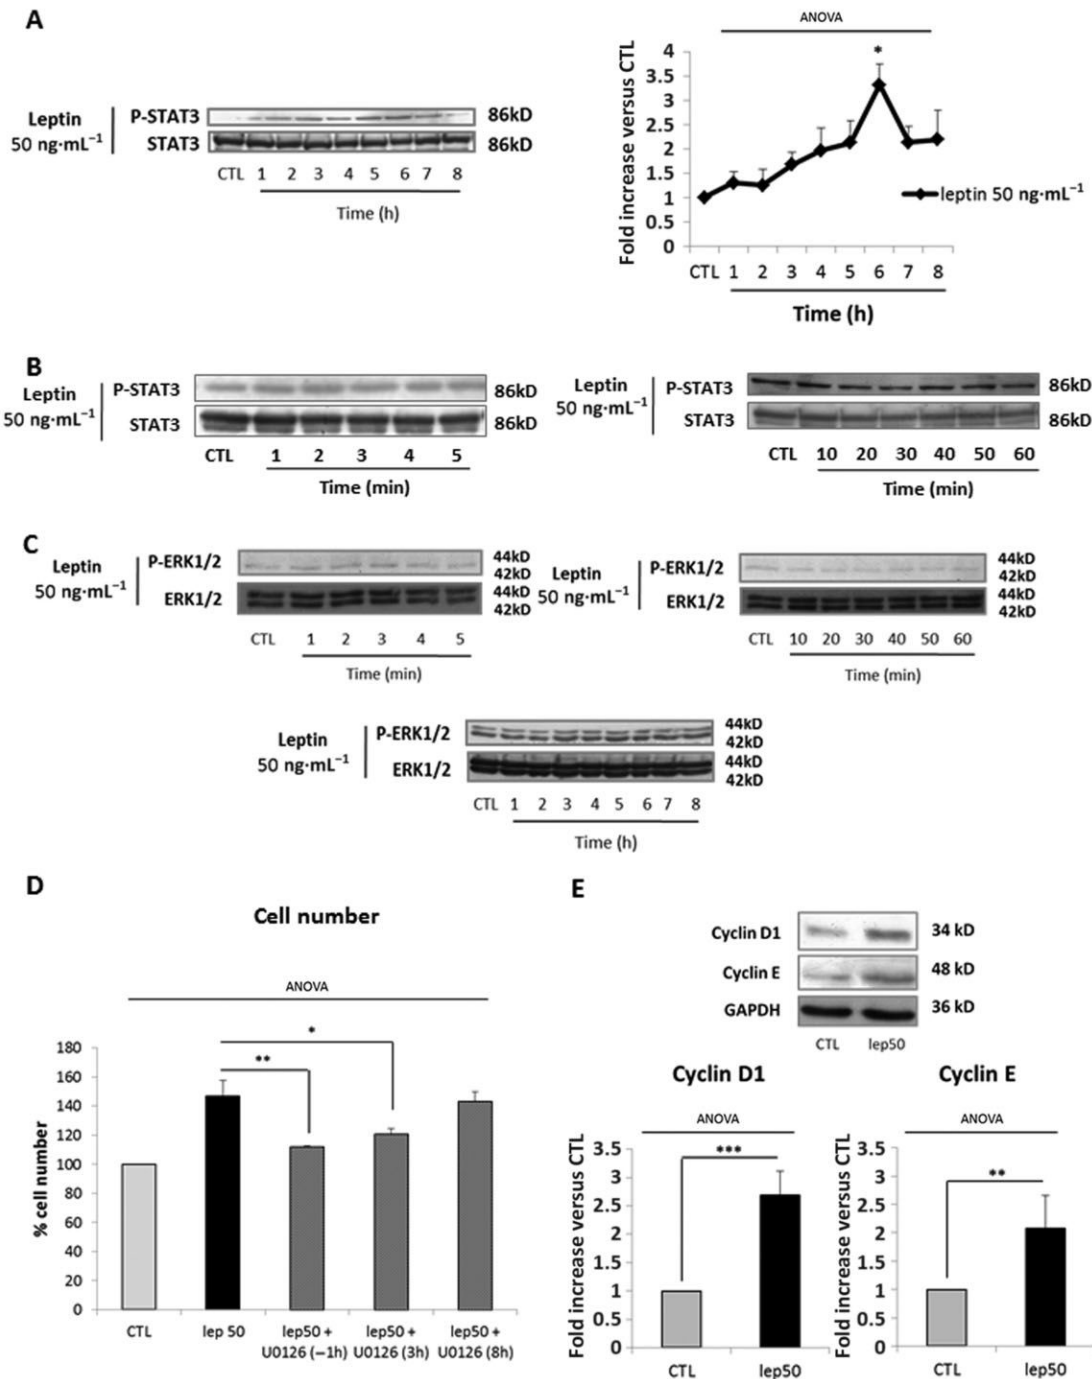 A
Leptin
50 ng·mL⁻¹
P-STAT3
STAT3
86kD
86kD
CTL 1 2 3 4 5 6 7 8
Time (h)
ANOVA
*
Fold increase versus CTL
4
3.5
3
2.5
2
1.5
1
0.5
0
leptin 50 ng·mL⁻¹
CTL 1 2 3 4 5 6 7 8
Time (h)
B
Leptin
50 ng·mL⁻¹
P-STAT3
STAT3
86kD
86kD
CTL 1 2 3 4 5
Time (min)
Leptin
50 ng·mL⁻¹
P-STAT3
STAT3
86kD
86kD
CTL 10 20 30 40 50 60
Time (min)
C
Leptin
50 ng·mL⁻¹
P-ERK1/2
ERK1/2
44kD
42kD
44kD
42kD
CTL 1 2 3 4 5
Time (min)
Leptin
50 ng·mL⁻¹
P-ERK1/2
ERK1/2
44kD
42kD
44kD
42kD
CTL 10 20 30 40 50 60
Time (min)
Leptin
50 ng·mL⁻¹
P-ERK1/2
ERK1/2
44kD
42kD
44kD
42kD
CTL 1 2 3 4 5 6 7 8
Time (h)
D
Cell number
ANOVA
*
**
% cell number
180
160
140
120
100
80
60
40
20
0
CTL
lep 50
lep50 +
U0126 (−1h)
lep50 +
U0126 (3h)
lep50 +
U0126 (8h)
E
Cyclin D1
34 kD
Cyclin E
48 kD
GAPDH
36 kD
CTL lep50
Cyclin D1
ANOVA
***
Fold increase versus CTL
3.5
3
2.5
2
1.5
1
0.5
0
CTL lep50
Cyclin E
ANOVA
**
Fold increase versus CTL
3.5
3
2.5
2
1.5
1
0.5
0
CTL lep50